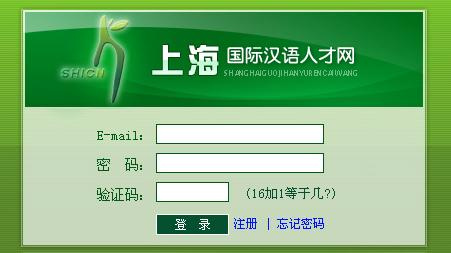 SHICN
上海 国际汉语人才网
SHANGHAIGUOJIHANYURENCAIWANG
E-mail:
密 码:
验证码: (16加1等于几?)
登 录 注册 | 忘记密码